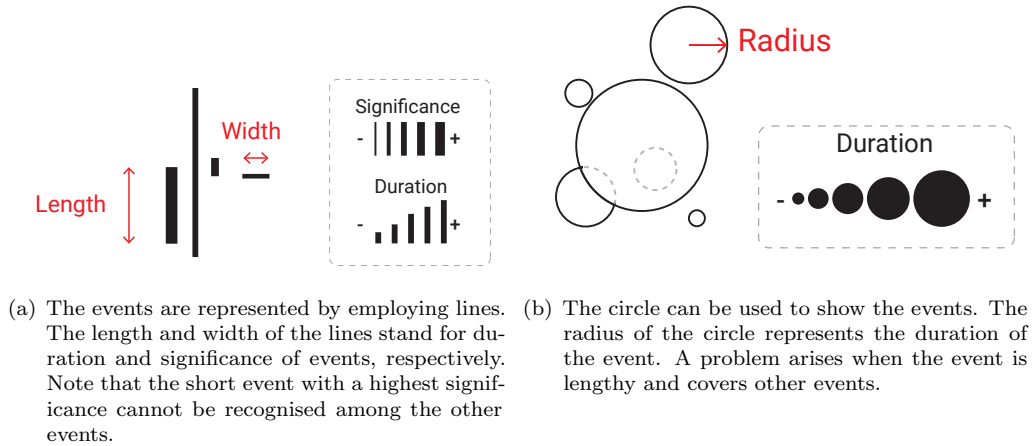 Length
Width
Significance
- +
Duration
- +
(a) The events are represented by employing lines.
The length and width of the lines stand for du-
ration and significance of events, respectively.
Note that the short event with a highest signif-
icance cannot be recognised among the other
events.
Radius
Duration
- +
(b) The circle can be used to show the events. The
radius of the circle represents the duration of
the event. A problem arises when the event is
lengthy and covers other events.